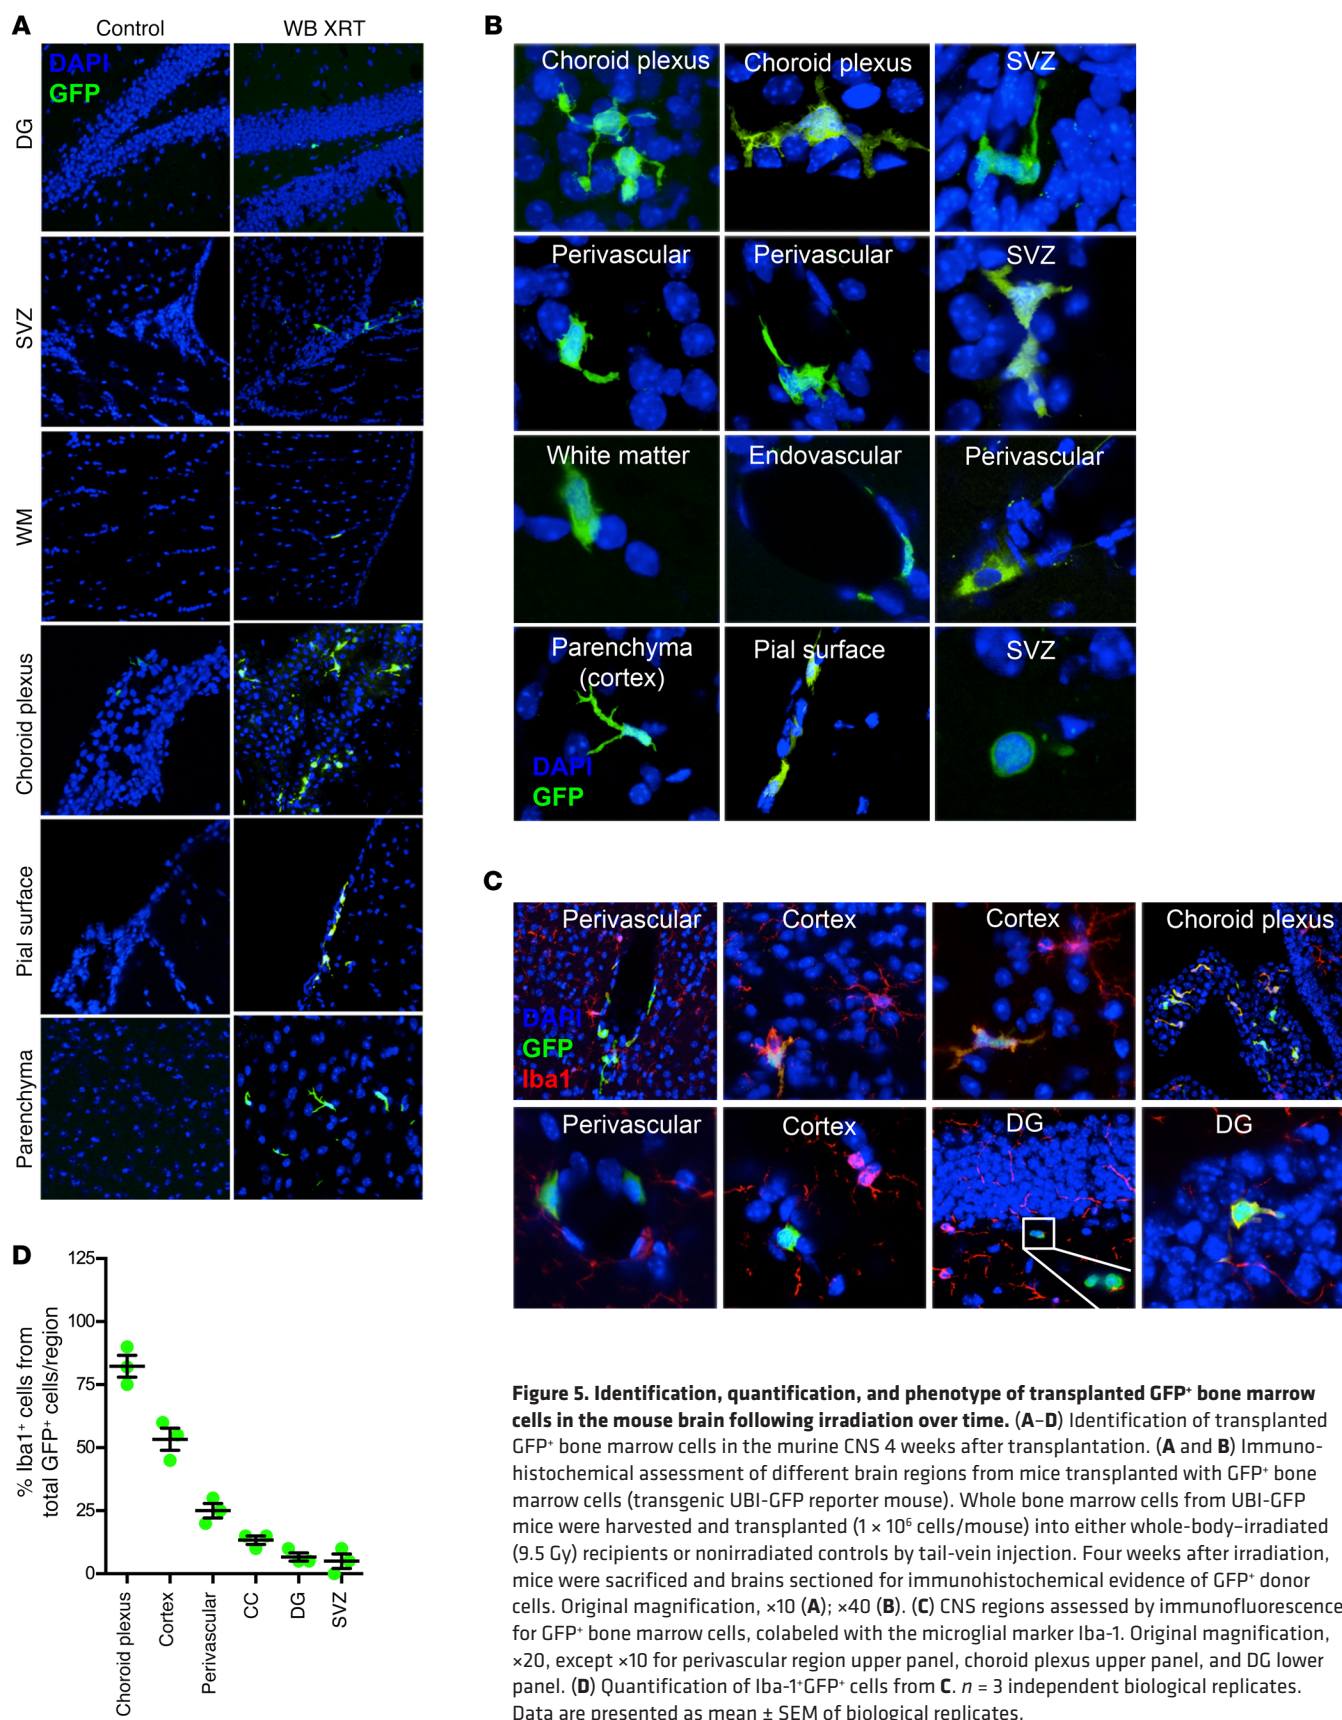 A
Control
WB XRT
DAPI
GFP
DG
SVZ
WM
Choroid plexus
Pial surface
Parenchyma
B
Choroid plexus
Choroid plexus
SVZ
Perivascular
Perivascular
SVZ
White matter
Endovascular
Perivascular
Parenchyma
(cortex)
DAPI
GFP
Pial surface
SVZ
C
Perivascular
DAPI
GFP
Iba1
Cortex
Cortex
Choroid plexus
Perivascular
Cortex
DG
DG
D
% Iba1⁺ cells from
total GFP⁺ cells/region
125
100
75
50
25
0
Choroid plexus
Cortex
Perivascular
CC
DG
SVZ
Figure 5. Identification, quantification, and phenotype of transplanted GFP⁺ bone marrow
cells in the mouse brain following irradiation over time. (A–D) Identification of transplanted
GFP⁺ bone marrow cells in the murine CNS 4 weeks after transplantation. (A and B) Immuno-
histochemical assessment of different brain regions from mice transplanted with GFP⁺ bone
marrow cells (transgenic UBI-GFP reporter mouse). Whole bone marrow cells from UBI-GFP
mice were harvested and transplanted (1 × 10⁶ cells/mouse) into either whole-body–irradiated
(9.5 Gy) recipients or nonirradiated controls by tail-vein injection. Four weeks after irradiation,
mice were sacrificed and brains sectioned for immunohistochemical evidence of GFP⁺ donor
cells. Original magnification, ×10 (A); ×40 (B). (C) CNS regions assessed by immunofluorescence
for GFP⁺ bone marrow cells, colabeled with the microglial marker Iba-1. Original magnification,
×20, except ×10 for perivascular region upper panel, choroid plexus upper panel, and DG lower
panel. (D) Quantification of Iba-1⁺GFP⁺ cells from C. n = 3 independent biological replicates.
Data are presented as mean ± SEM of biological replicates.